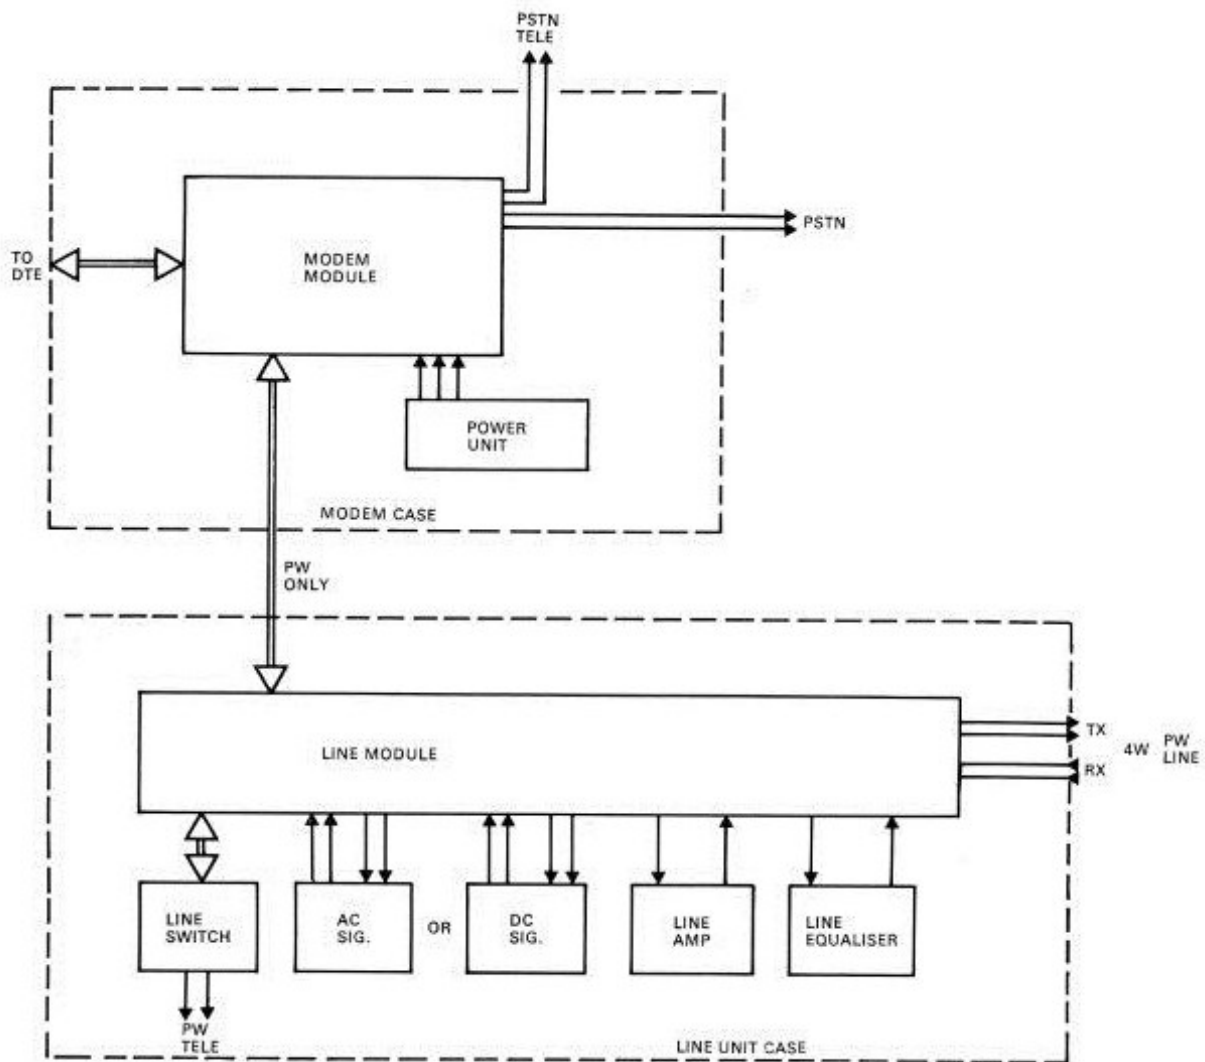 PSTN
TELE
PSTN
TO
DTE
MODEM
MODULE
POWER
UNIT
MODEM CASE
PW
ONLY
LINE MODULE
TX
RX
4W
PW
LINE
LINE
SWITCH
AC
SIG.
OR
DC
SIG.
LINE
AMP
LINE
EQUALISER
PW
TELE
LINE UNIT CASE